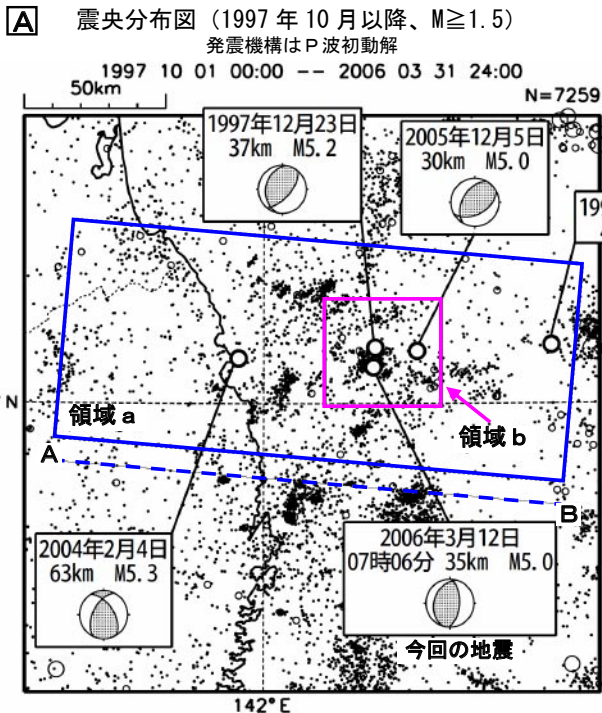 A 震央分布図（1997年10月以降、M≧1.5）
発震機構はP波初動解
1997 10 01 00:00 -- 2006 03 31 24:00
50km
N=7259
1997年12月23日
37km M5.2
2005年12月5日
30km M5.0
19
N
領域a
領域b
A
B
2004年2月4日
63km M5.3
2006年3月12日
07時06分 35km M5.0
今回の地震
142°E